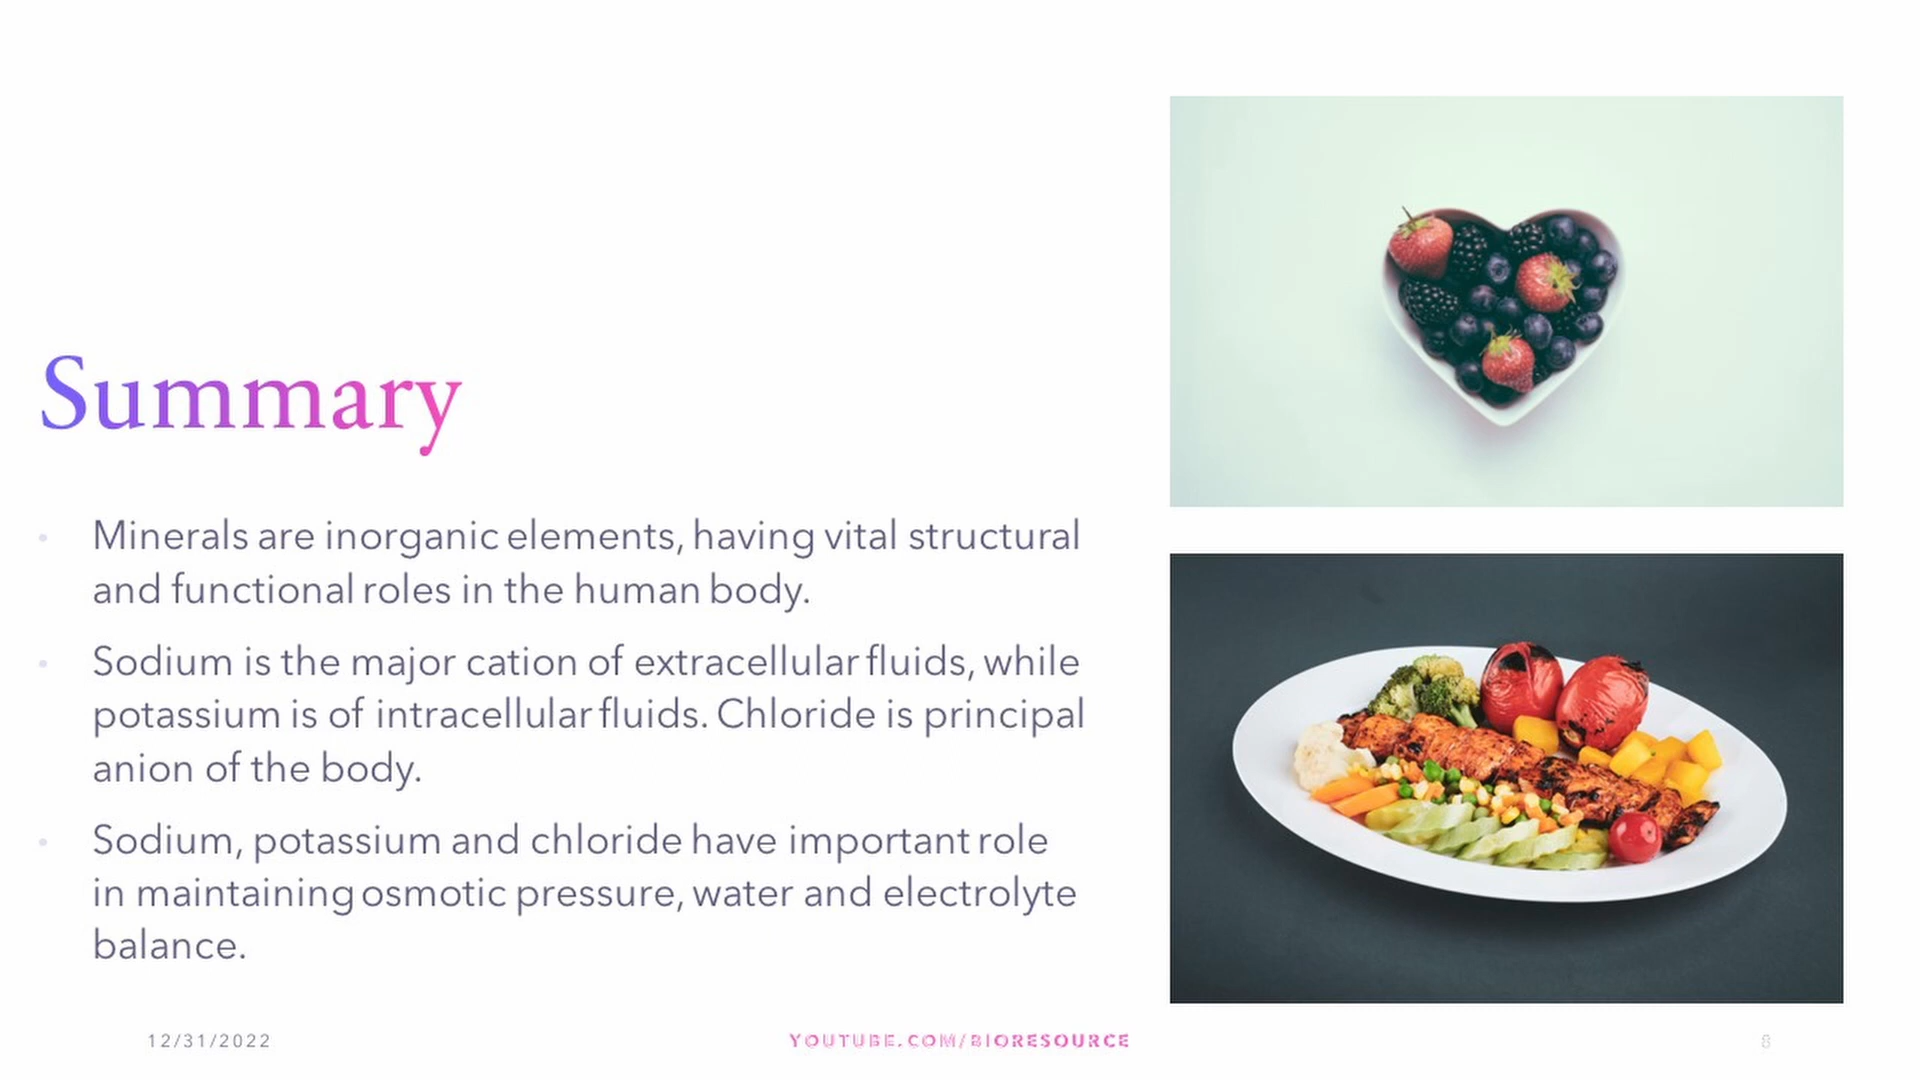 Summary
• Minerals are inorganic elements, having vital structural
and functional roles in the human body.
• Sodium is the major cation of extracellular fluids, while
potassium is of intracellular fluids. Chloride is principal
anion of the body.
• Sodium, potassium and chloride have important role
in maintaining osmotic pressure, water and electrolyte
balance.
12/31/2022
YOUTUBE.COM/BIORESOURCE
8